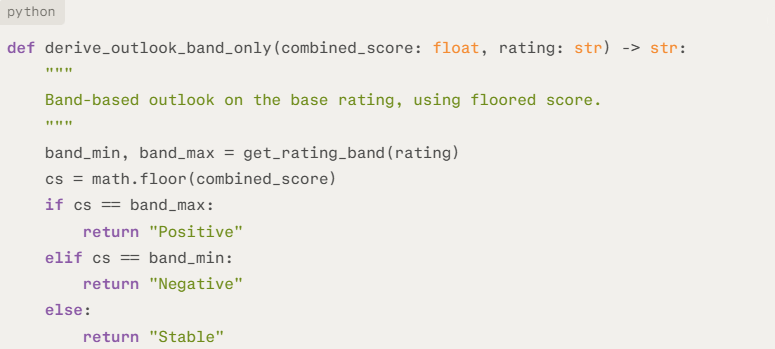 python
def derive_outlook_band_only(combined_score: float, rating: str) -> str:
    """
    Band-based outlook on the base rating, using floored score.
    """
    band_min, band_max = get_rating_band(rating)
    cs = math.floor(combined_score)
    if cs == band_max:
        return "Positive"
    elif cs == band_min:
        return "Negative"
    else:
        return "Stable"